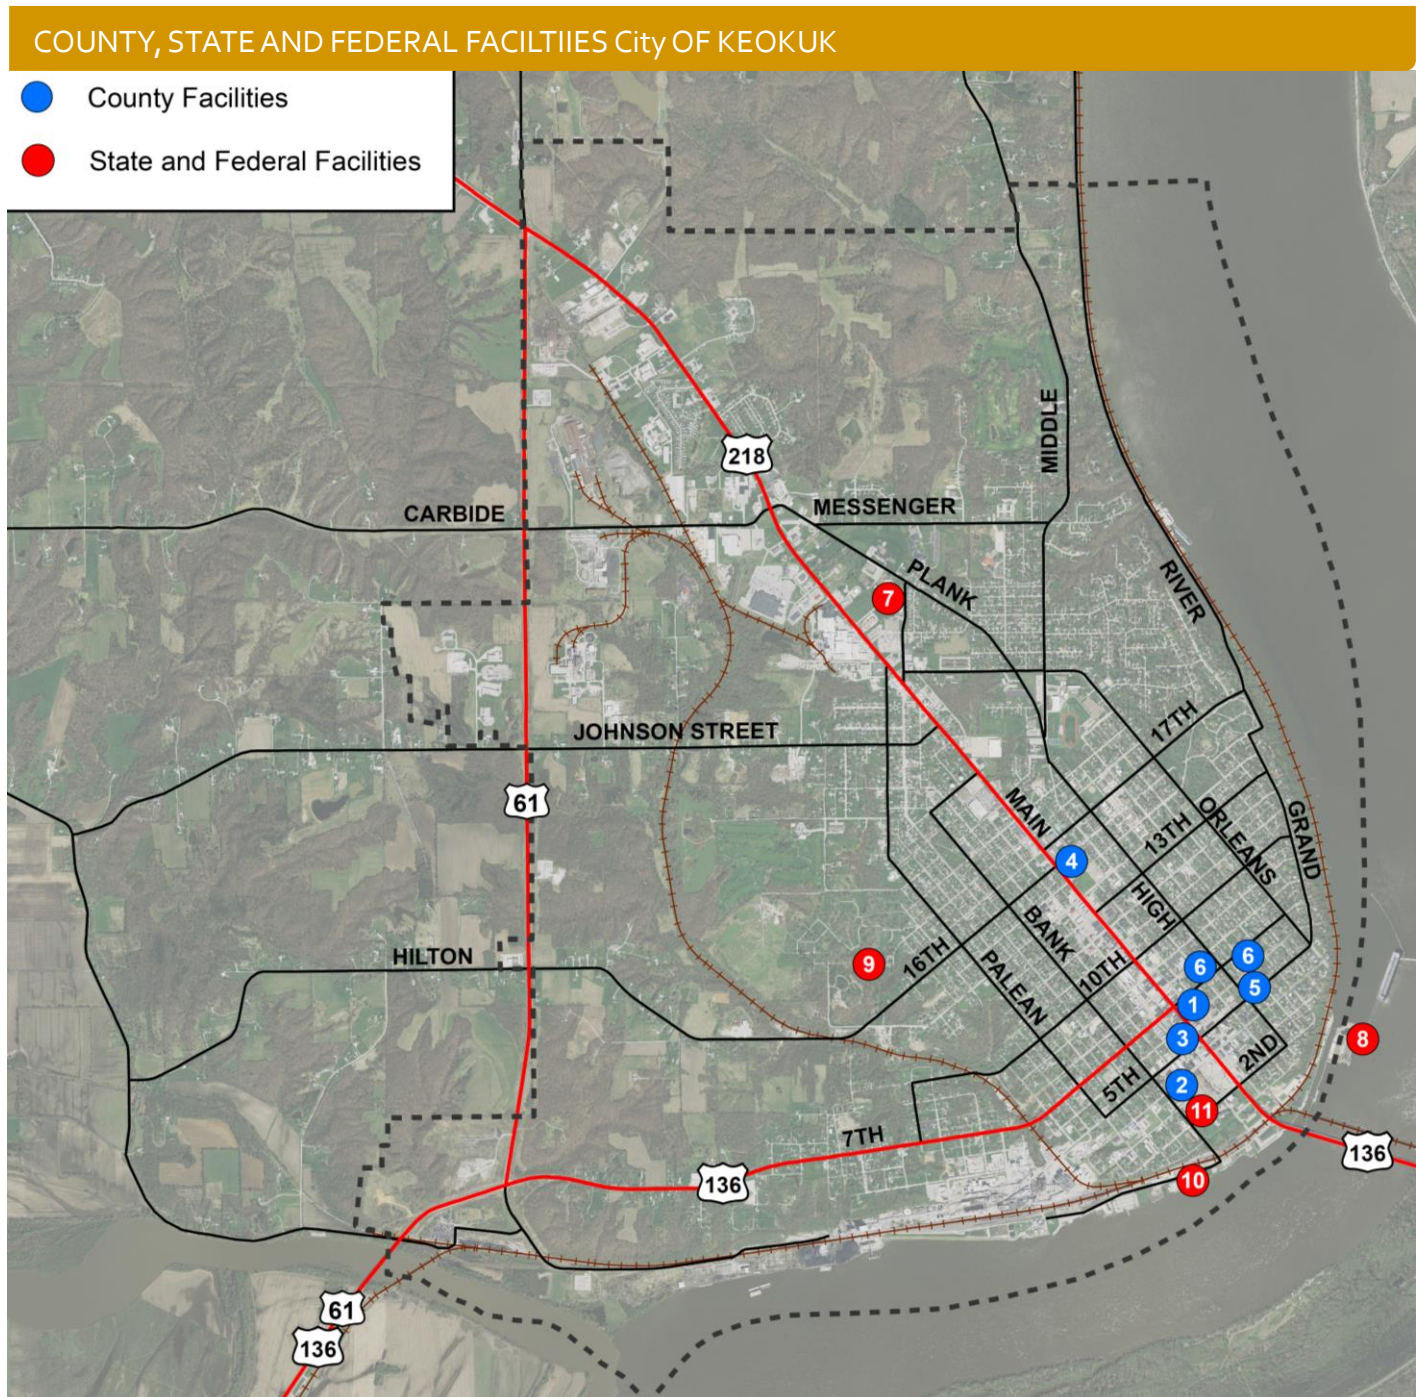 COUNTY, STATE AND FEDERAL FACILTIIES City OF KEOKUK
County Facilities
State and Federal Facilities
218
MIDDLE
CARBIDE
MESSENGER
PLANK
7
RIVER
JOHNSON STREET
17TH
61
MAIN
ORLEANS
GRAND
13TH
4
HIGH
BANK
HILTON
9
16TH
PALEAN
10TH
6
6
5
1
3
2ND
8
5TH
2
11
7TH
136
136
10
61
136